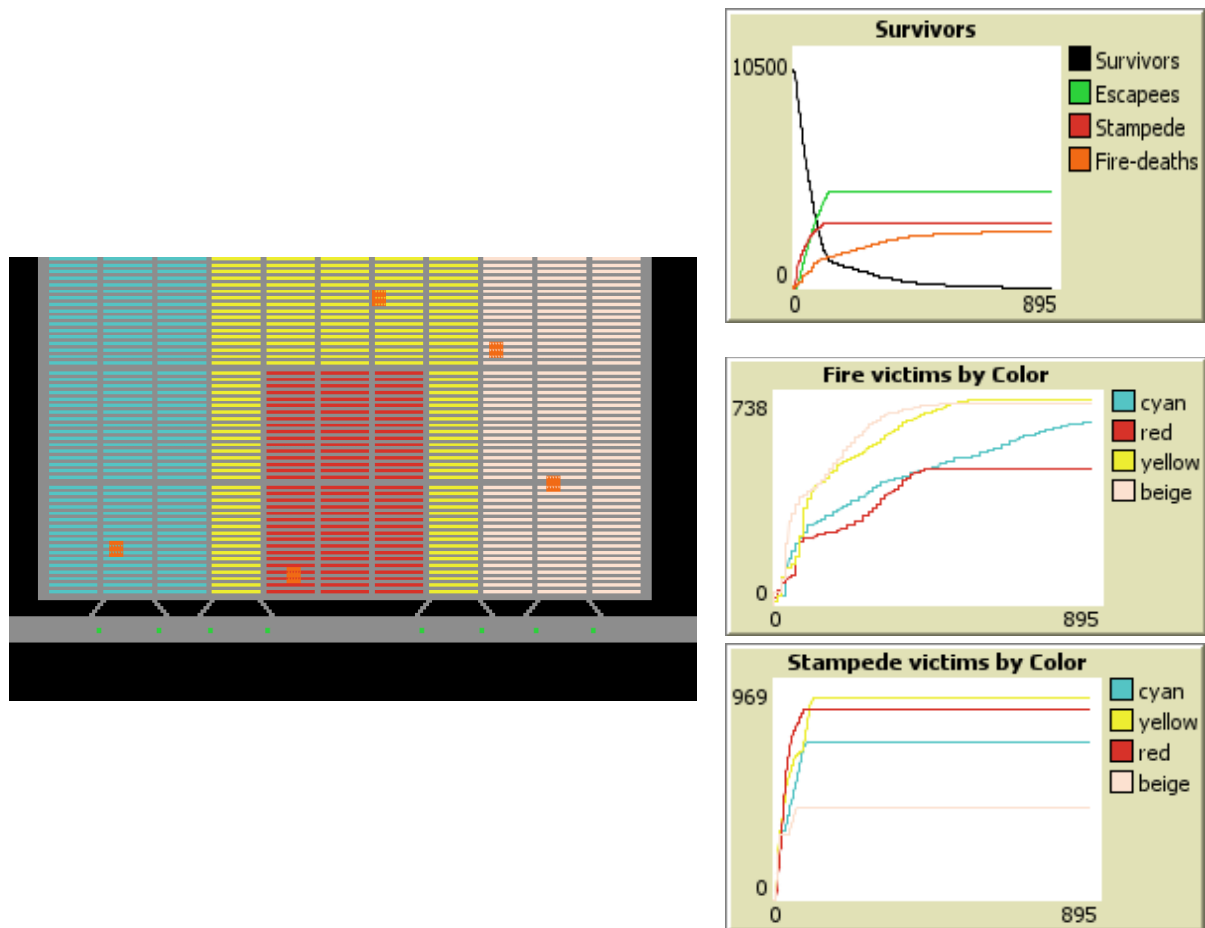 Survivors
10500
0
0
895
Survivors
Escapees
Stampede
Fire-deaths
Fire victims by Color
738
0
0
895
cyan
red
yellow
beige
Stampede victims by Color
969
0
0
895
cyan
yellow
red
beige